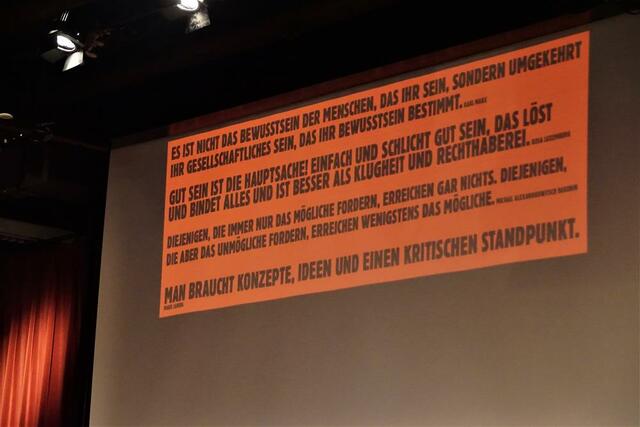 ES IST NICHT DAS BEWUSSTSEIN DER MENSCHEN, DAS IHR SEIN, SONDERN UMGEKEHRT
IHR GESELLSCHAFTLICHES SEIN, DAS IHR BEWUSSTSEIN BESTIMMT. KARL MARX
GUT SEIN IST DIE HAUPTSACHE! EINFACH UND SCHLICHT GUT SEIN, DAS LÖST
UND BINDET ALLES UND IST BESSER ALS KLUGHEIT UND RECHTHABEREI. ROSA LUXEMBURG
DIEJENIGEN, DIE IMMER NUR DAS MÖGLICHE FORDERN, ERREICHEN GAR NICHTS. DIEJENIGEN,
DIE ABER DAS UNMÖGLICHE FORDERN, ERREICHEN WENIGSTENS DAS MÖGLICHE. MICHAIL ALEXANDROWITSCH BAKUNIN
MAN BRAUCHT KONZEPTE, IDEEN UND EINEN KRITISCHEN STANDPUNKT.